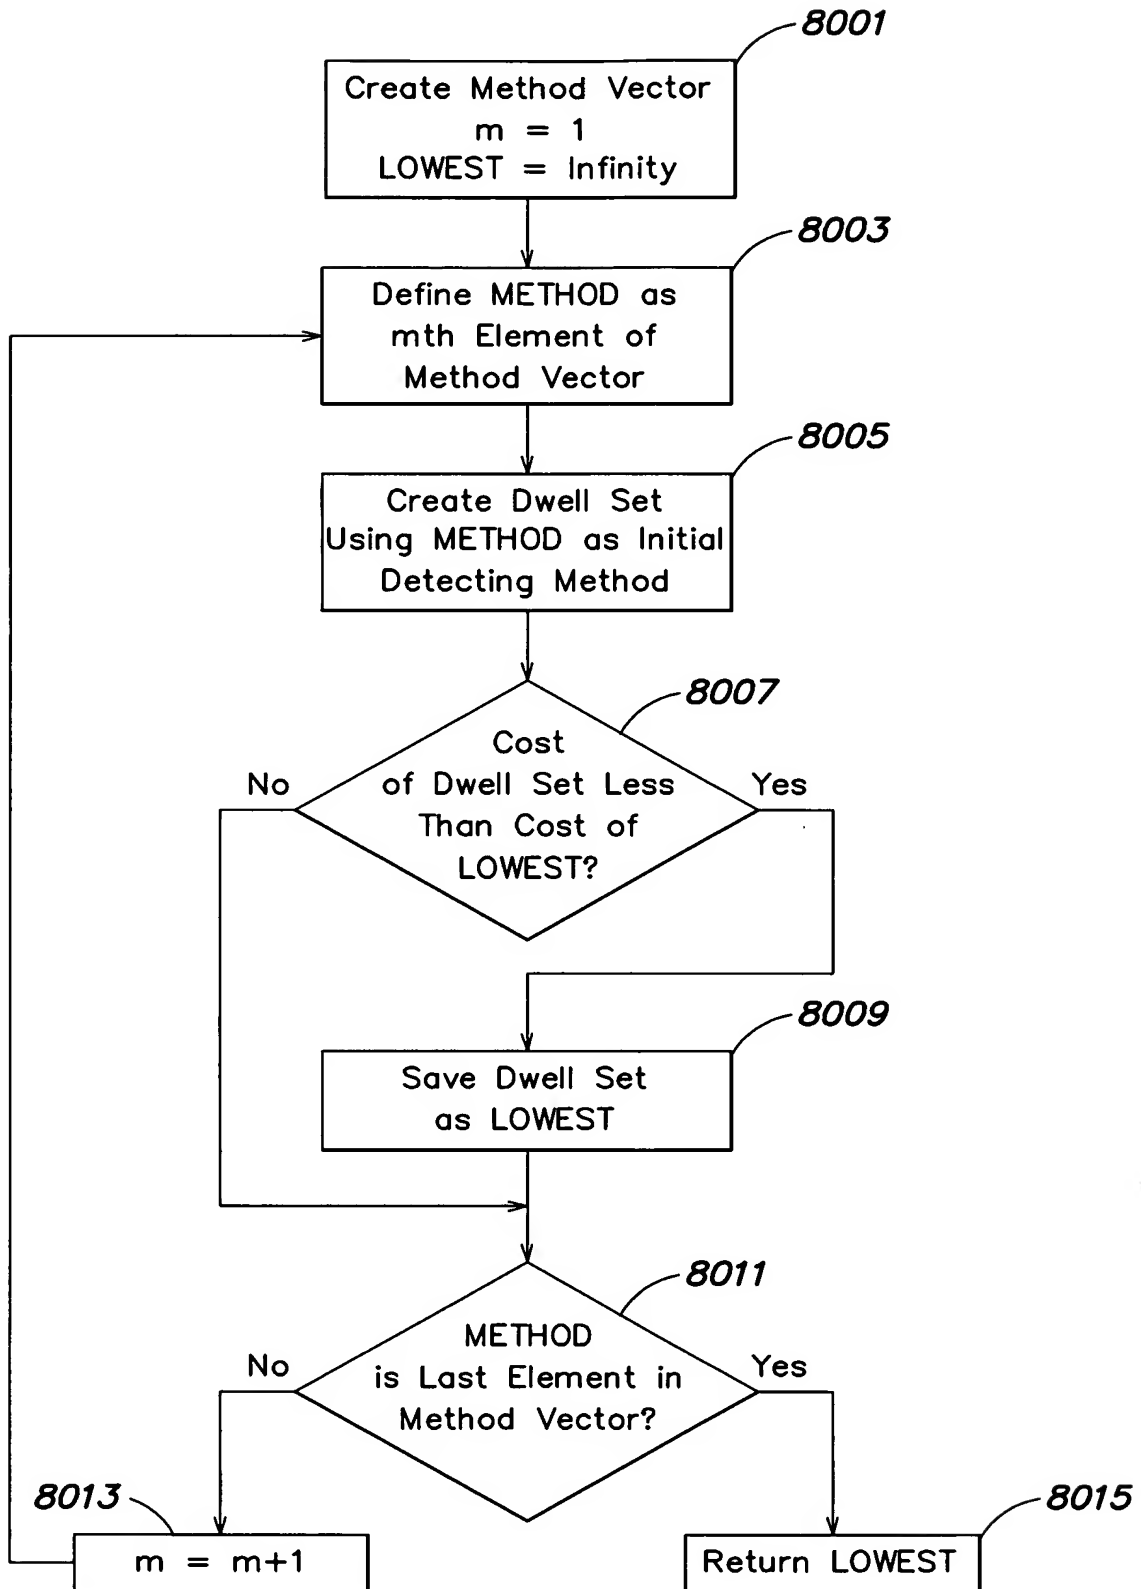 8001
Create Method Vector
m = 1
LOWEST = Infinity
8003
Define METHOD as
mth Element of
Method Vector
8005
Create Dwell Set
Using METHOD as Initial
Detecting Method
8007
Cost
of Dwell Set Less
Than Cost of
LOWEST?
No
Yes
8009
Save Dwell Set
as LOWEST
8011
METHOD
is Last Element in
Method Vector?
No
Yes
8013
m = m+1
8015
Return LOWEST